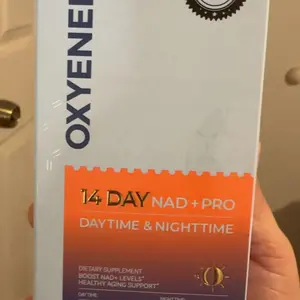 OXYENE
14 DAY NAD + PRO
DAYTIME & NIGHTTIME
DIETARY SUPPLEMENT
BOOST NAD+ LEVELS*
HEALTHY AGING SUPPORT*